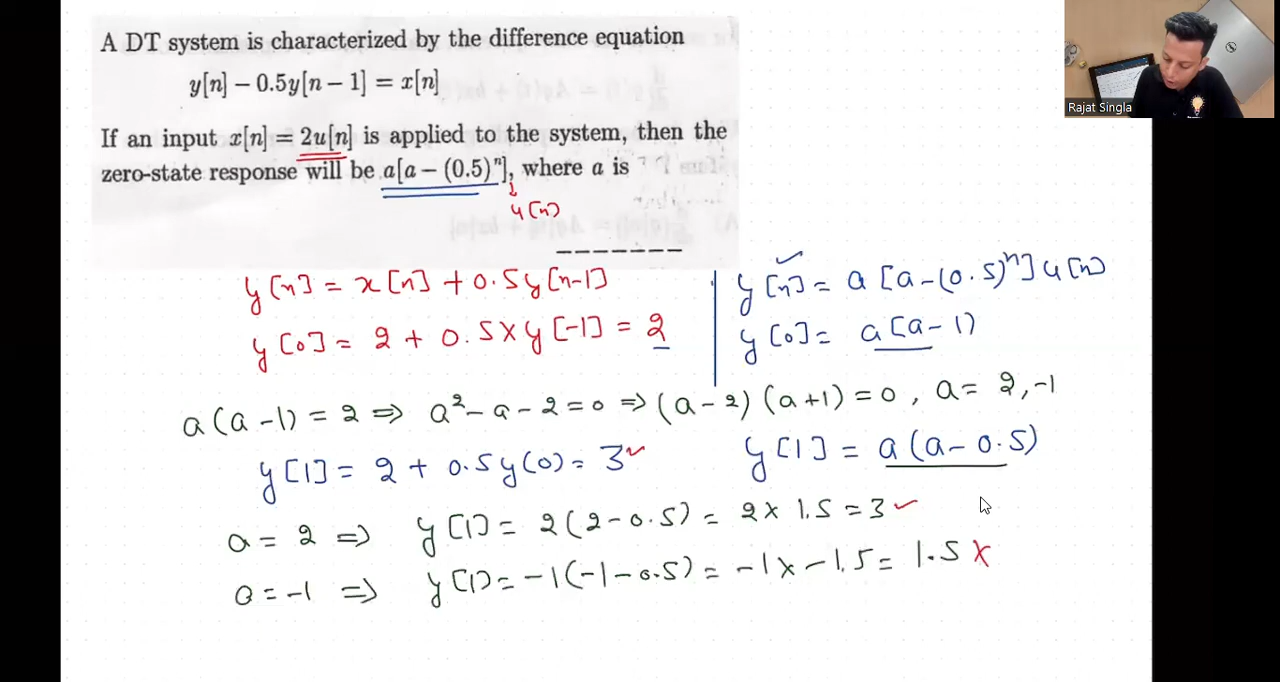 A DT system is characterized by the difference equation
y[n] − 0.5y[n − 1] = x[n]
If an input x[n] = 2u[n] is applied to the system, then the
zero-state response will be a[a − (0.5)ⁿ], where a is
u[n]
_______
y[n] = x[n] + 0.5y[n-1]
y[0] = 2 + 0.5 x y[-1] = 2
y[n] = a [a-(0.5)ⁿ] u[n]
y[0] = a[a-1]
a(a-1) = 2 => a² - a - 2 = 0 => (a-2)(a+1) = 0, a = 2, -1
y[1] = 2 + 0.5y(0) = 3 ✓
y[1] = a(a-0.5)
a = 2 => y[1] = 2(2-0.5) = 2 x 1.5 = 3 ✓
a = -1 => y[1] = -1(-1-0.5) = -1 x -1.5 = 1.5 X
Rajat Singla